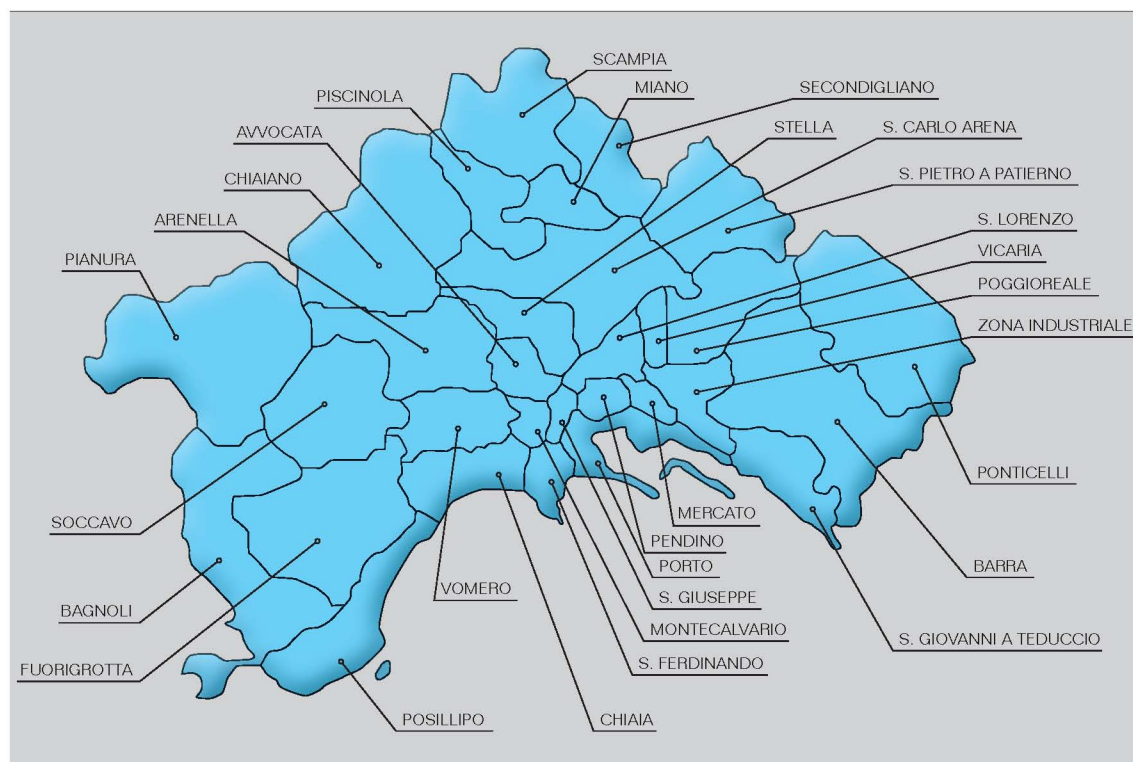 SCAMPIA
MIANO
SECONDIGLIANO
PISCINOLA
STELLA
S. CARLO ARENA
AVVOCATA
S. PIETRO A PATIERNO
CHIAIANO
ARENELLA
S. LORENZO
VICARIA
PIANURA
POGGIOREALE
ZONA INDUSTRIALE
PONTICELLI
MERCATO
SOCCAVO
PENDINO
PORTO
BARRA
VOMERO
S. GIUSEPPE
BAGNOLI
MONTECALVARIO
S. GIOVANNI A TEDUCCIO
FUORIGROTTA
S. FERDINANDO
POSILLIPO
CHIAIA